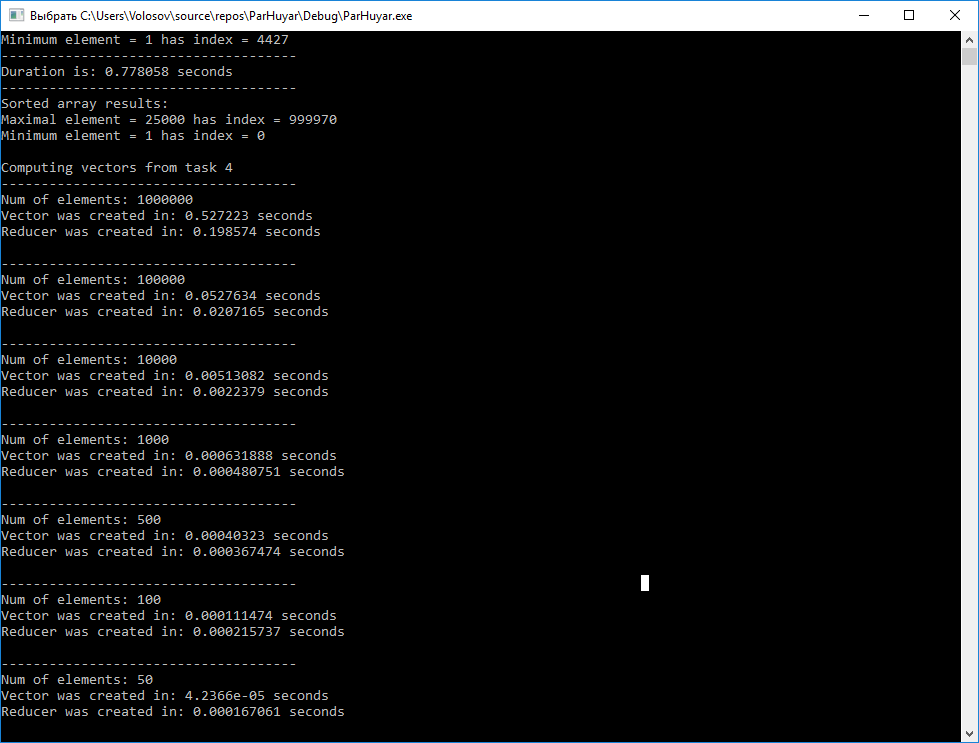 Выбрать C:\Users\Volosov\source\repos\ParHuyar\Debug\ParHuyar.exe
Minimum element = 1 has index = 4427
-------------------------------------
Duration is: 0.778058 seconds
-------------------------------------
Sorted array results:
Maximal element = 25000 has index = 999970
Minimum element = 1 has index = 0
Computing vectors from task 4
-------------------------------------
Num of elements: 1000000
Vector was created in: 0.527223 seconds
Reducer was created in: 0.198574 seconds
-------------------------------------
Num of elements: 100000
Vector was created in: 0.0527634 seconds
Reducer was created in: 0.0207165 seconds
-------------------------------------
Num of elements: 10000
Vector was created in: 0.00513082 seconds
Reducer was created in: 0.0022379 seconds
-------------------------------------
Num of elements: 1000
Vector was created in: 0.000631888 seconds
Reducer was created in: 0.000480751 seconds
-------------------------------------
Num of elements: 500
Vector was created in: 0.00040323 seconds
Reducer was created in: 0.000367474 seconds
-------------------------------------
Num of elements: 100
Vector was created in: 0.000111474 seconds
Reducer was created in: 0.000215737 seconds
-------------------------------------
Num of elements: 50
Vector was created in: 4.2366e-05 seconds
Reducer was created in: 0.000167061 seconds